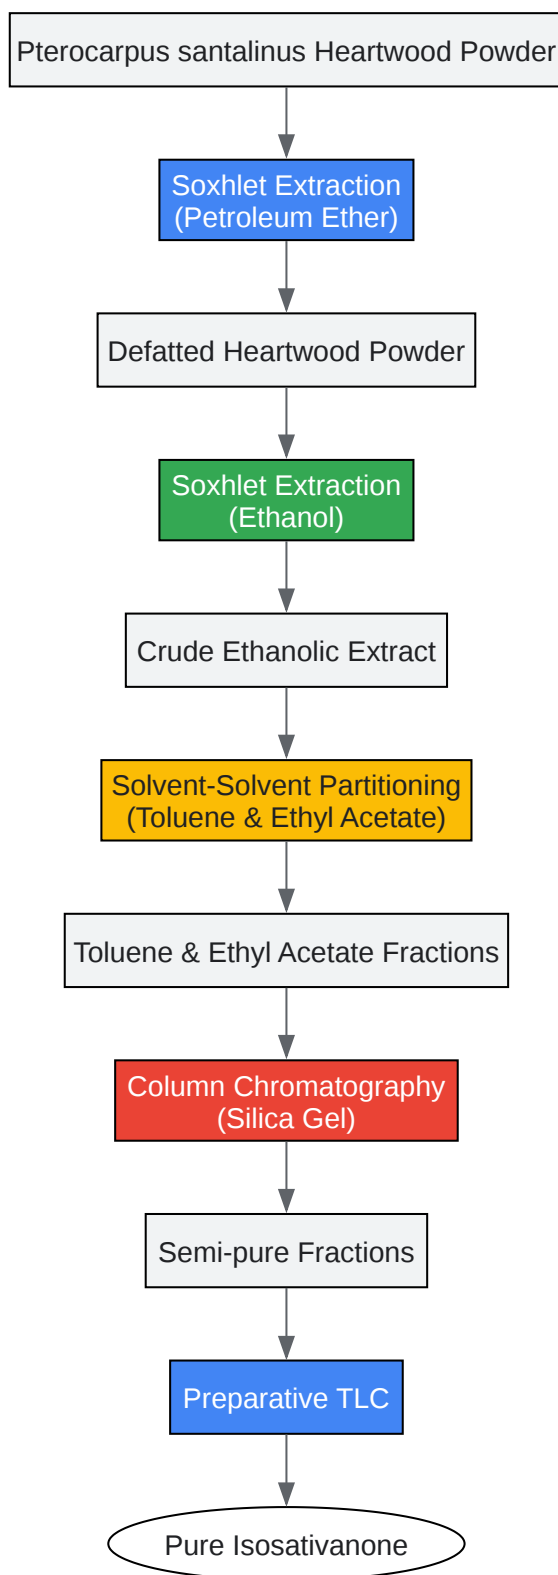 Pterocarpus santalinus Heartwood Powder
Soxhlet Extraction
(Petroleum Ether)
Defatted Heartwood Powder
Soxhlet Extraction
(Ethanol)
Crude Ethanolic Extract
Solvent-Solvent Partitioning
(Toluene & Ethyl Acetate)
Toluene & Ethyl Acetate Fractions
Column Chromatography
(Silica Gel)
Semi-pure Fractions
Preparative TLC
Pure Isosativanone